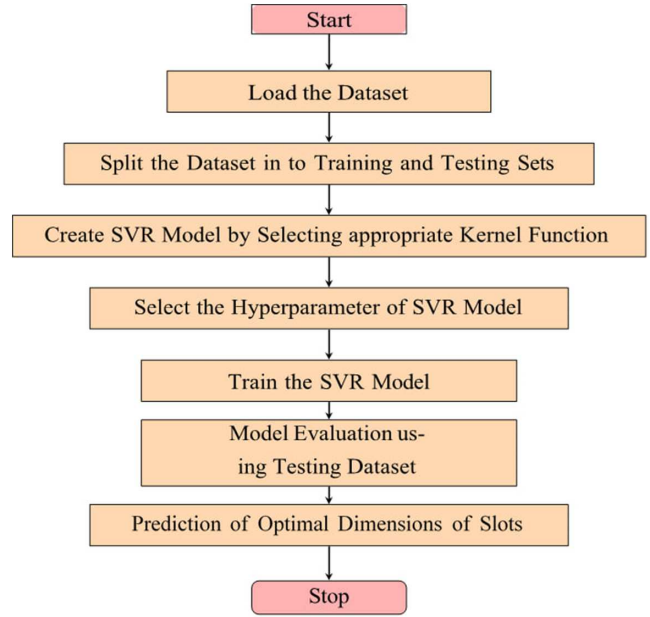 Start
Load the Dataset
Split the Dataset in to Training and Testing Sets
Create SVR Model by Selecting appropriate Kernel Function
Select the Hyperparameter of SVR Model
Train the SVR Model
Model Evaluation us-
ing Testing Dataset
Prediction of Optimal Dimensions of Slots
Stop